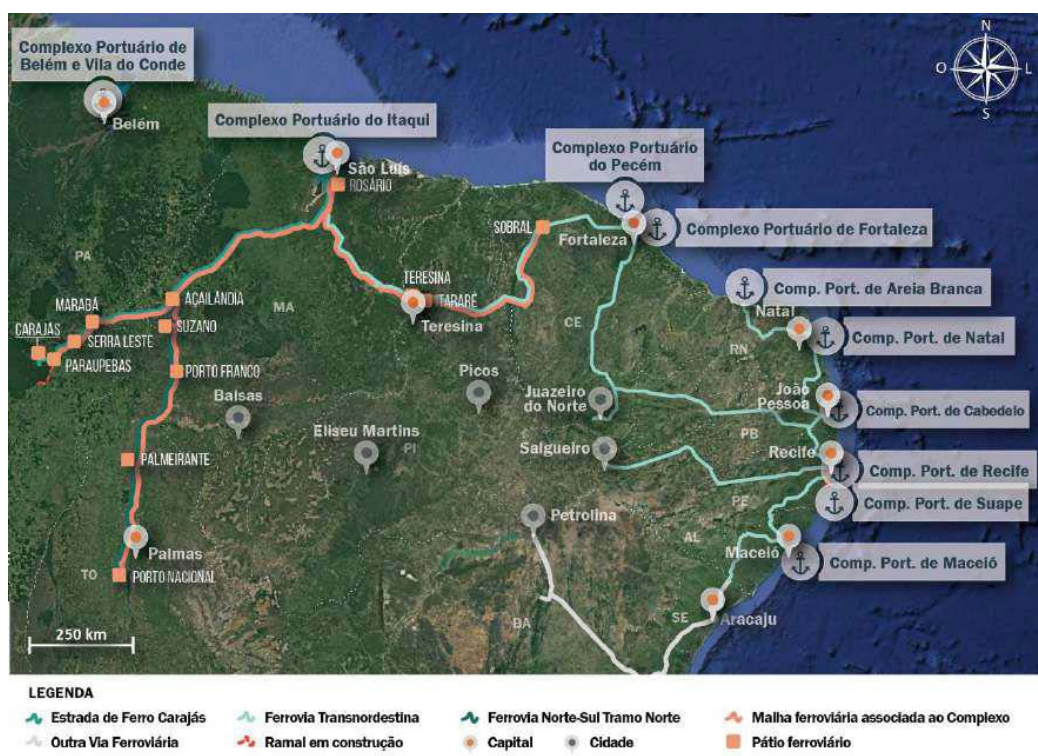 Complexo Portuário de
Belém e Vila do Conde
Belém
Complexo Portuário do Itaqui
São Luís
ROSÁRIO
Complexo Portuário
do Pecém
Complexo Portuário de Fortaleza
Fortaleza
SOBRAL
N
O
L
S
PA
MA
AÇAILÂNDIA
MARABÁ
SUZANO
CARAJÁS
SERRA LESTE
PARAUPEBAS
PORTO FRANCO
TERESINA
TABARÉ
Teresina
CE
Comp. Port. de Areia Branca
Natal
RN
Comp. Port. de Natal
Balsas
Picos
Juazeiro
do Norte
João
Pessoa
Comp. Port. de Cabedelo
PB
Eliseu Martins
PI
Salgueiro
Recife
Comp. Port. de Recife
PALMEIRANTE
PE
Comp. Port. de Suape
Petrolina
AL
Maceió
Comp. Port. de Maceió
Palmas
TO
PORTO NACIONAL
BA
SE
Aracaju
250 km
LEGENDA
Estrada de Ferro Carajás
Ferrovia Transnordestina
Ferrovia Norte-Sul Tramo Norte
Malha ferroviária associada ao Complexo
Outra Via Ferroviária
Ramal em construção
Capital
Cidade
Pátio ferroviário